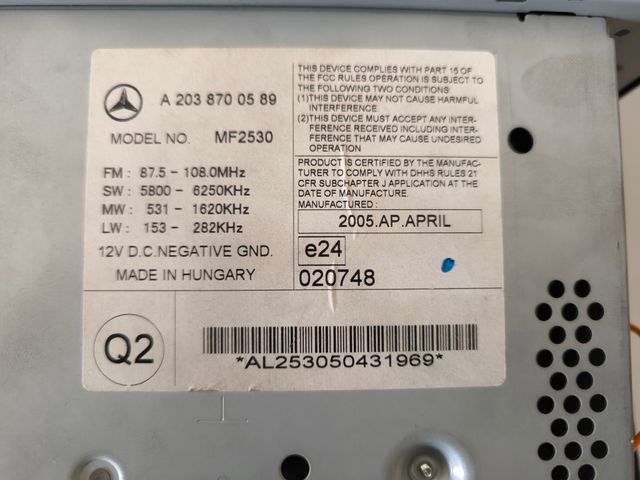 A 203 870 05 89
MODEL NO. MF2530
FM : 87.5 - 108.0MHz
SW : 5800 - 6250KHz
MW : 531 - 1620KHz
LW : 153 - 282KHz
12V D.C.NEGATIVE GND.
MADE IN HUNGARY
THIS DEVICE COMPLIES WITH PART 15 OF
THE FCC RULES OPERATION IS SUBJECT TO
THE FOLLOWING TWO CONDITIONS:
(1)THIS DEVICE MAY NOT CAUSE HARMFUL
INTERFERENCE.
(2)THIS DEVICE MUST ACCEPT ANY INTER-
FERENCE RECEIVED INCLUDING INTER-
FERENCE THAT MAY CAUSE UNDESIRED
OPERATION
PRODUCT IS CERTIFIED BY THE MANUFAC-
TURER TO COMPLY WITH DHHS RULES 21
CFR SUBCHAPTER J APPLICATION AT THE
DATE OF MANUFACTURE.
MANUFACTURED :
2005.AP.APRIL
e24
020748
Q2
*AL253050431969*